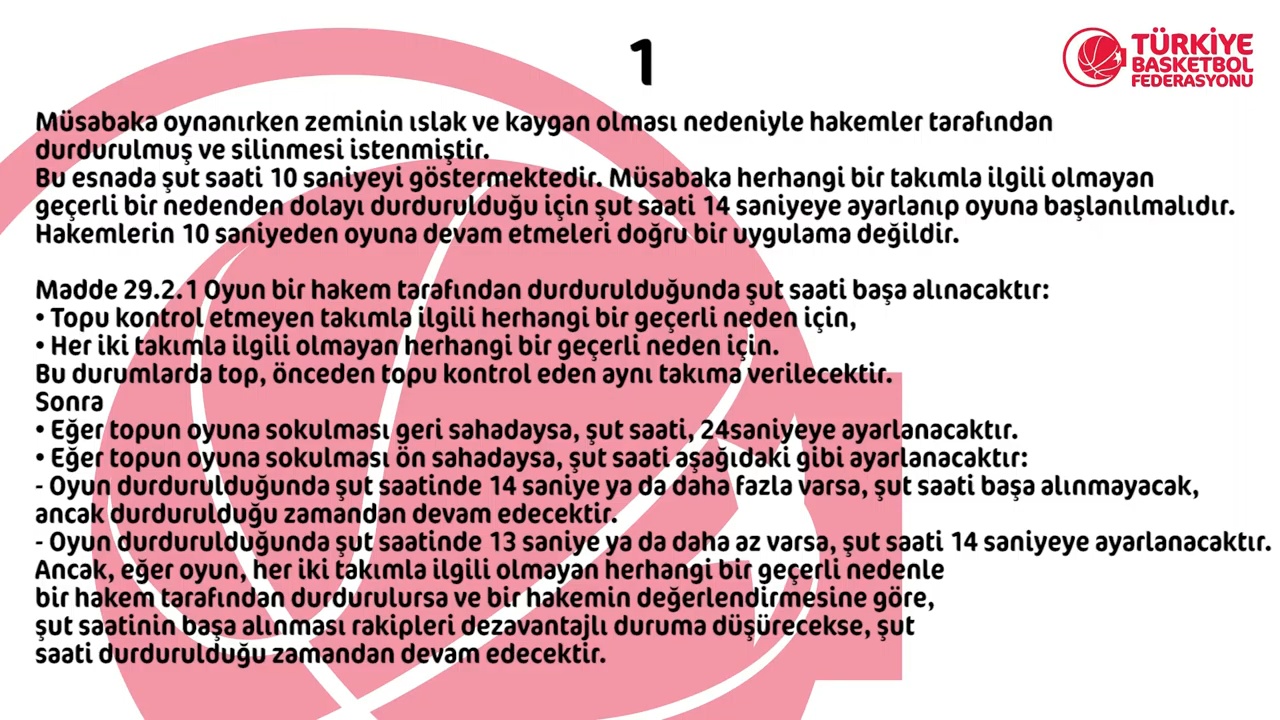 1
TÜRKİYE
BASKETBOL
FEDERASYONU
Müsabaka oynanırken zeminin ıslak ve kaygan olması nedeniyle hakemler tarafından
durdurulmuş ve silinmesi istenmiştir.
Bu esnada şut saati 10 saniyeyi göstermektedir. Müsabaka herhangi bir takımla ilgili olmayan
geçerli bir nedenden dolayı durdurulduğu için şut saati 14 saniyeye ayarlanıp oyuna başlanılmalıdır.
Hakemlerin 10 saniyeden oyuna devam etmeleri doğru bir uygulama değildir.
Madde 29.2.1 Oyun bir hakem tarafından durdurulduğunda şut saati başa alınacaktır:
• Topu kontrol etmeyen takımla ilgili herhangi bir geçerli neden için,
• Her iki takımla ilgili olmayan herhangi bir geçerli neden için.
Bu durumlarda top, önceden topu kontrol eden aynı takıma verilecektir.
Sonra
• Eğer topun oyuna sokulması geri sahadaysa, şut saati, 24saniyeye ayarlanacaktır.
• Eğer topun oyuna sokulması ön sahadaysa, şut saati aşağıdaki gibi ayarlanacaktır:
- Oyun durdurulduğunda şut saatinde 14 saniye ya da daha fazla varsa, şut saati başa alınmayacak,
ancak durdurulduğu zamandan devam edecektir.
- Oyun durdurulduğunda şut saatinde 13 saniye ya da daha az varsa, şut saati 14 saniyeye ayarlanacaktır.
Ancak, eğer oyun, her iki takımla ilgili olmayan herhangi bir geçerli nedenle
bir hakem tarafından durdurulursa ve bir hakemin değerlendirmesine göre,
şut saatinin başa alınması rakipleri dezavantajlı duruma düşürecekse, şut
saati durdurulduğu zamandan devam edecektir.